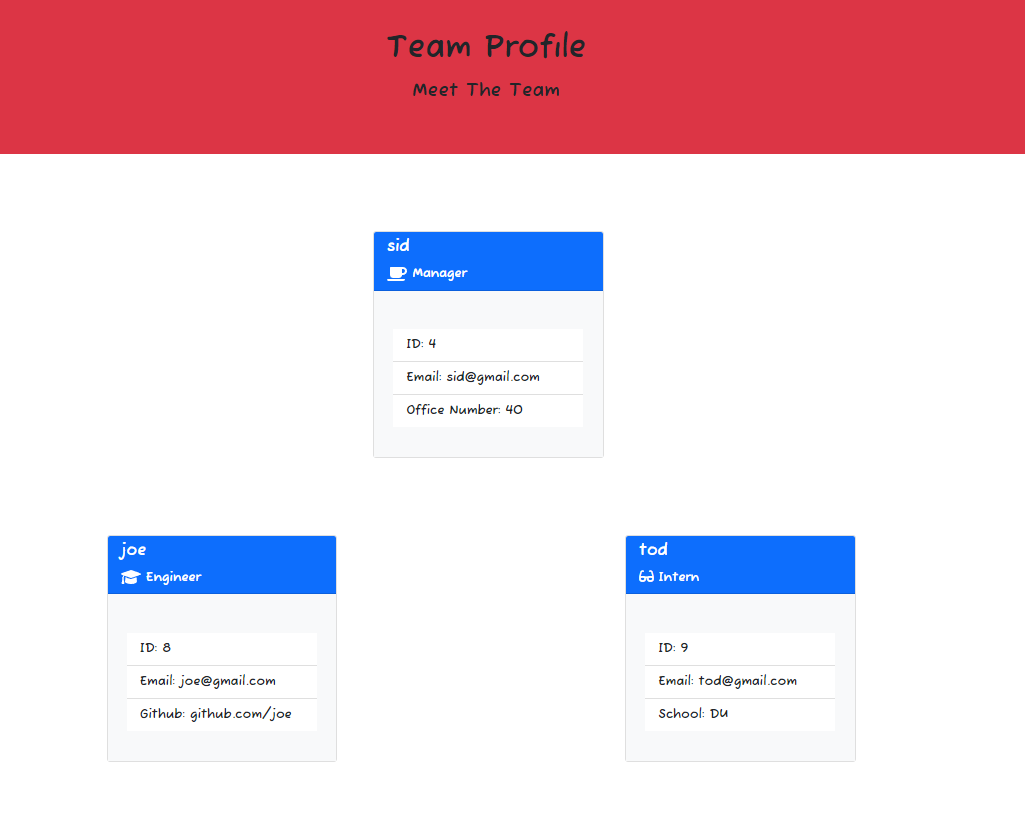 Team Profile
Meet The Team
sid
Manager
ID: 4
Email: sid@gmail.com
Office Number: 40
joe
Engineer
ID: 8
Email: joe@gmail.com
Github: github.com/joe
tod
Intern
ID: 9
Email: tod@gmail.com
School: DU